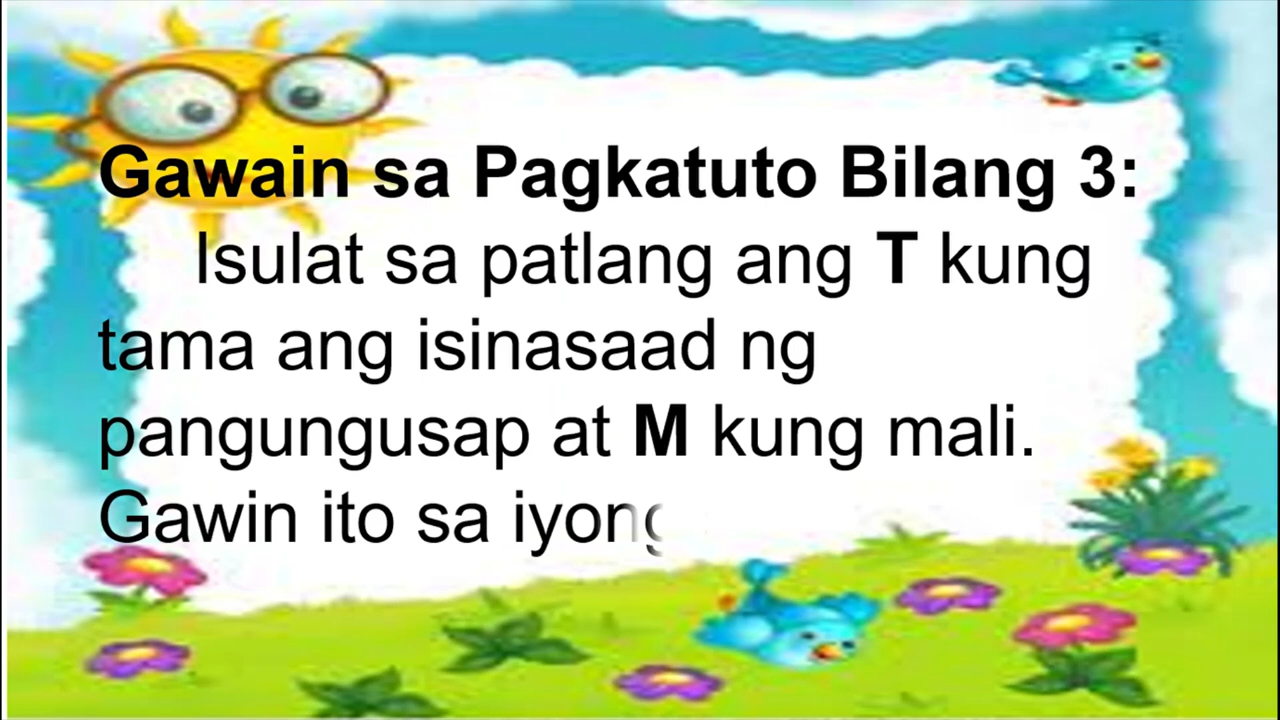 Gawain sa Pagkatuto Bilang 3:
Isulat sa patlang ang T kung
tama ang isinasaad ng
pangungusap at M kung mali.
Gawin ito sa iyong